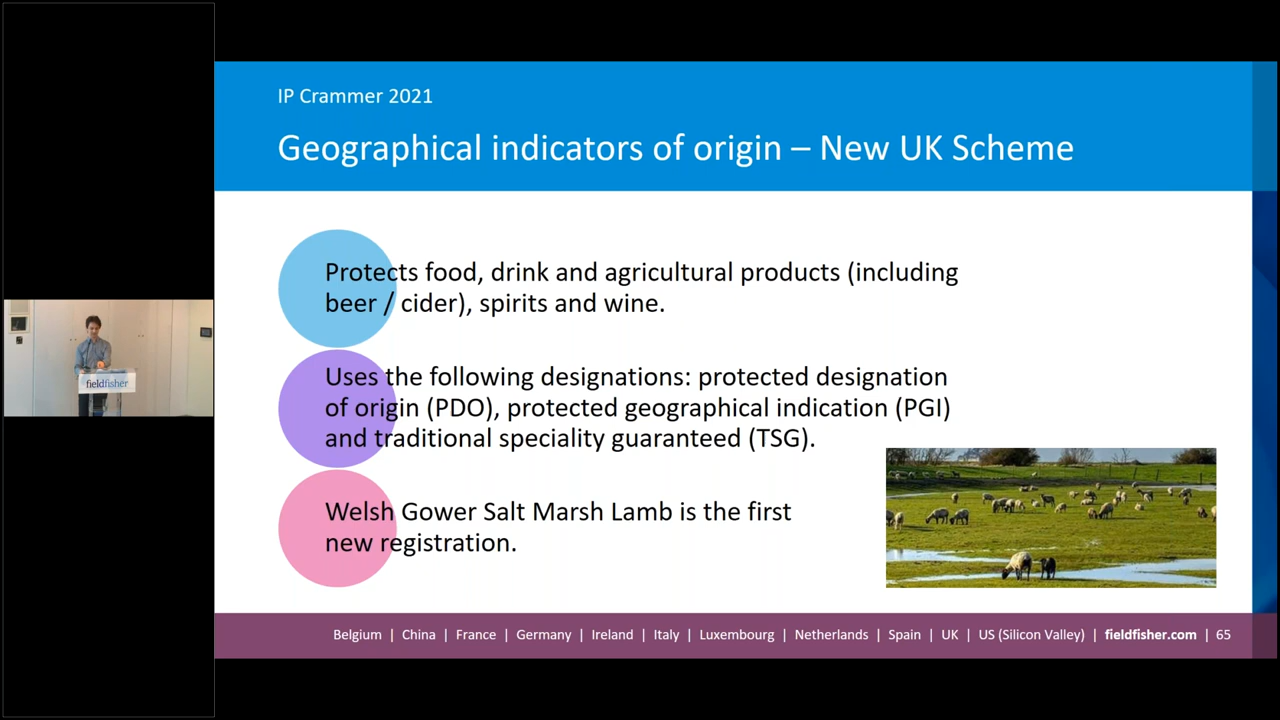 IP Crammer 2021
Geographical indicators of origin – New UK Scheme
Protects food, drink and agricultural products (including
beer / cider), spirits and wine.
Uses the following designations: protected designation
of origin (PDO), protected geographical indication (PGI)
and traditional speciality guaranteed (TSG).
Welsh Gower Salt Marsh Lamb is the first
new registration.
fieldfisher
Belgium | China | France | Germany | Ireland | Italy | Luxembourg | Netherlands | Spain | UK | US (Silicon Valley) | fieldfisher.com | 65